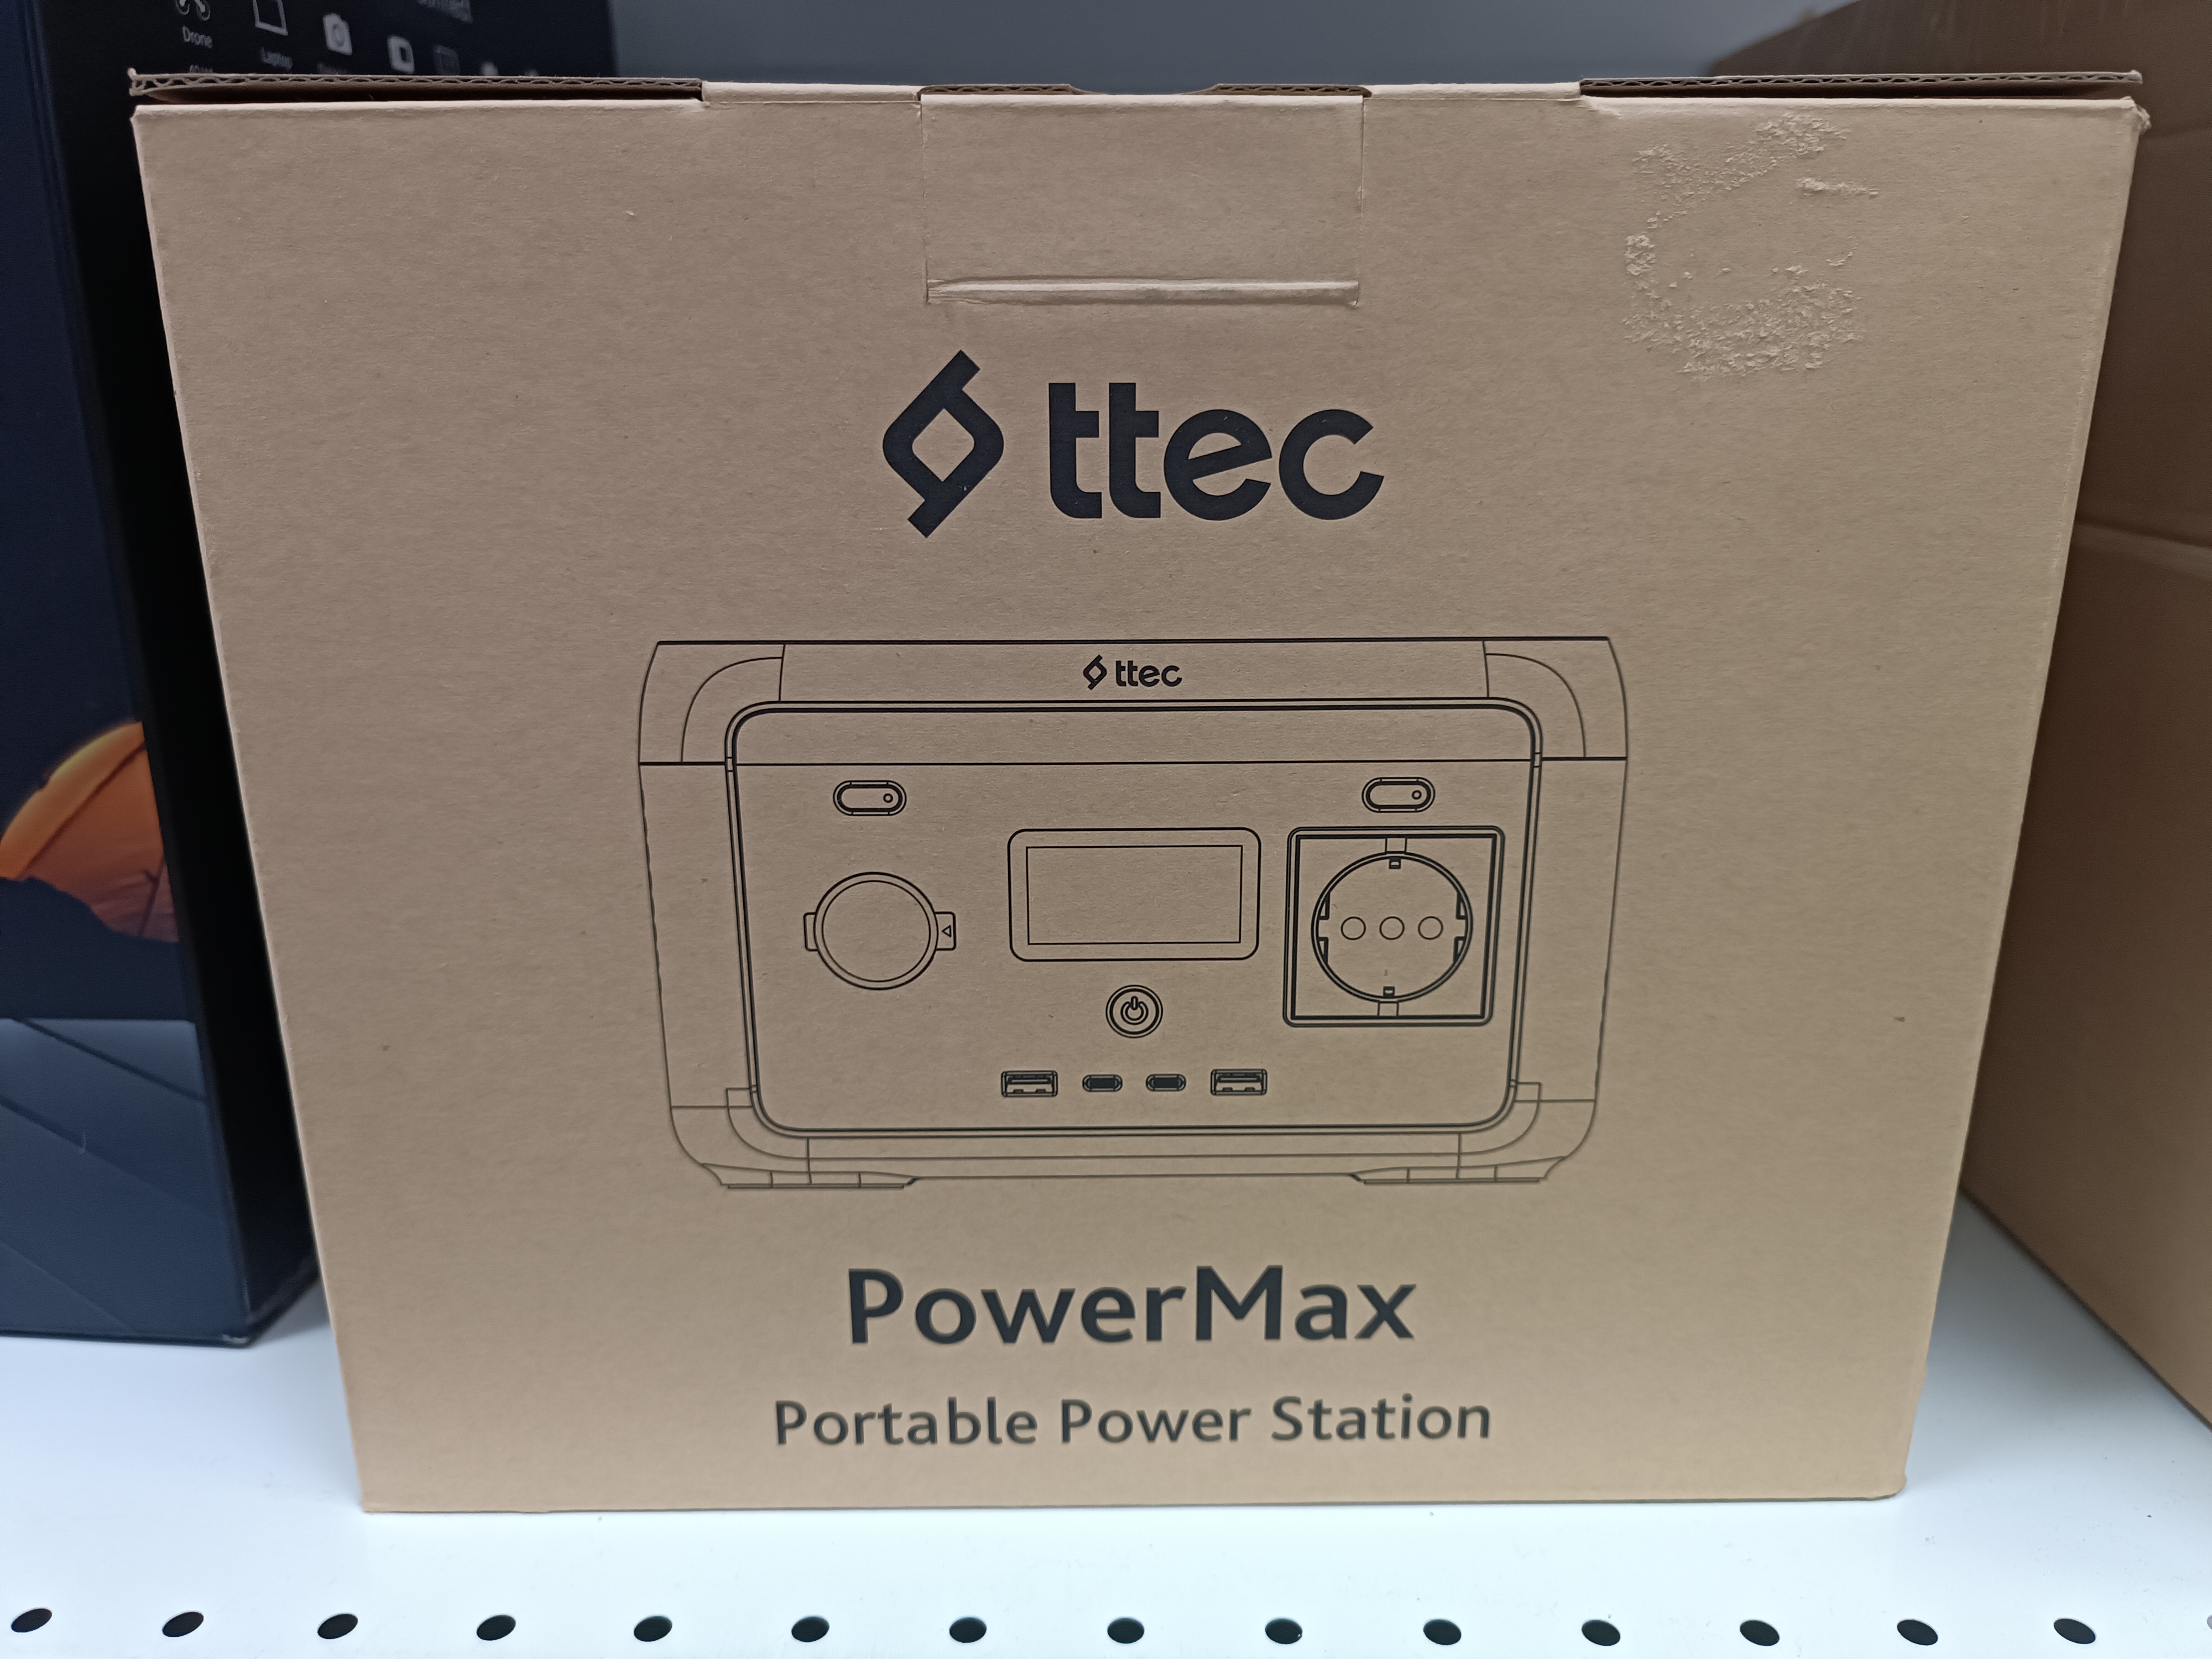 Drone
Laptop
ttec
ttec
PowerMax
Portable Power Station